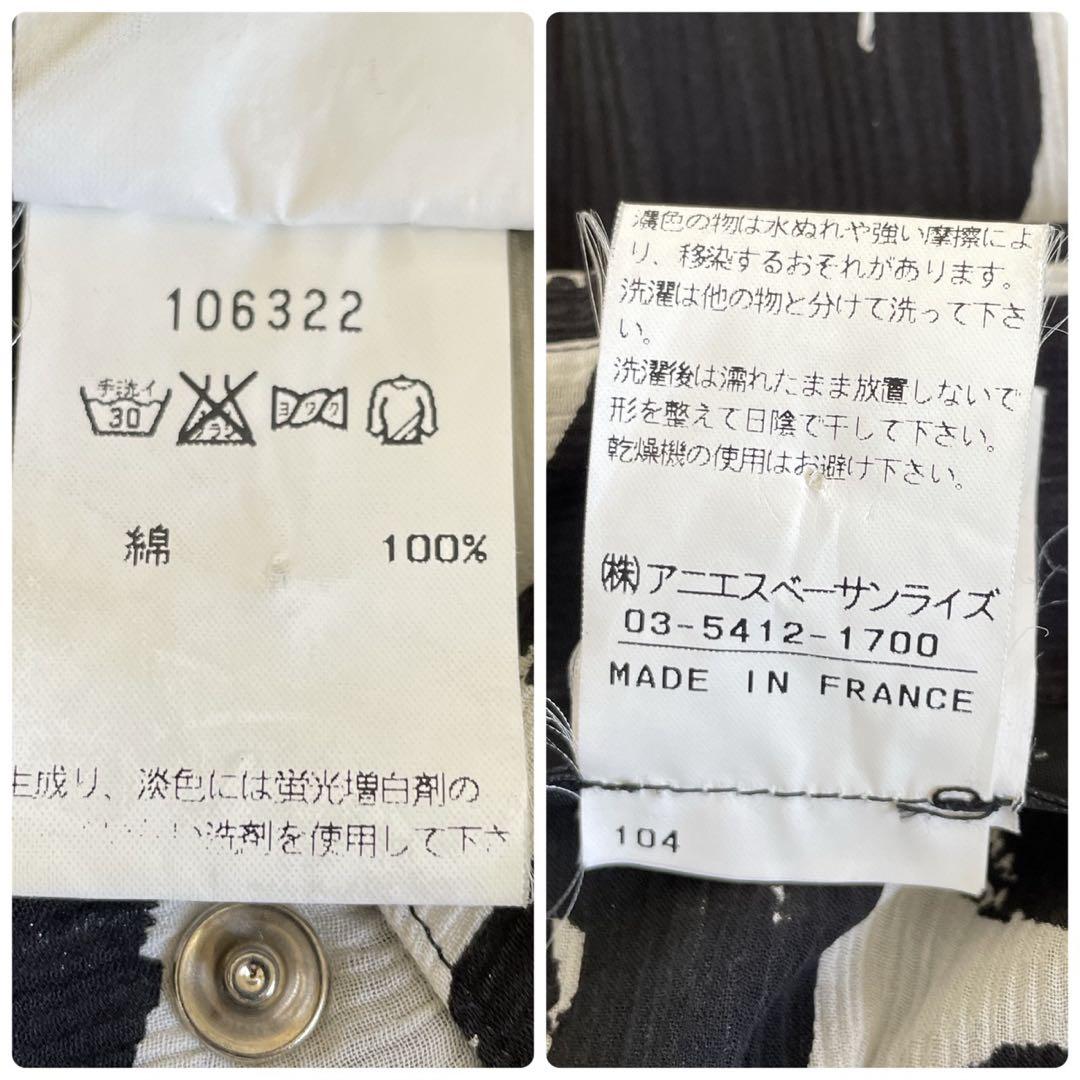 106322
手洗イ
30
ヨワク
綿 100%
生成り、淡色には蛍光増白剤の
い洗剤を使用して下さ
濃色の物は水ぬれや強い摩擦によ
り、移染するおそれがあります。
洗濯は他の物と分けて洗って下さ
い。
洗濯後は濡れたまま放置しないで
形を整えて日陰で干して下さい。
乾燥機の使用はお避け下さい。
(株)アニエスベーサンライズ
03-5412-1700
MADE IN FRANCE
104